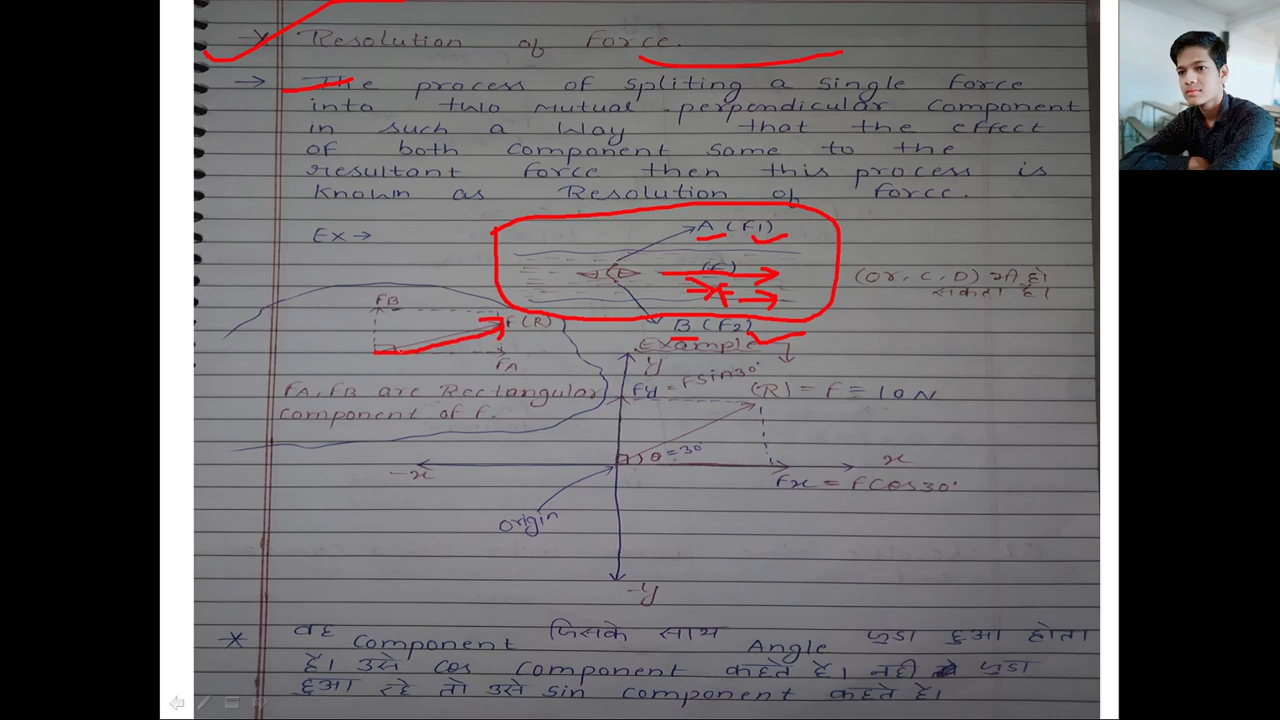 Resolution of Force.
→ The process of spliting a single force
into two mutual perpendicular component
in such a way that the effect
of both component same to the
resultant force then this process is
known as Resolution of force.
Ex →
A (F1)
(F)
F
(or, C, D) भी हो
सकता है।
B (F2)
FB
F(R)
FA
Example
FA, FB are Rectangular
component of F.
y
Fy = F sin30°
(R) = F = 10 N
θ = 30°
-x
x
Fx = F cos30°
origin
-y
* वह component जिसके साथ Angle जुडा हुआ होता
है। उसे cos component कहते है। नही जुडा
हुआ रहे तो उसे sin component कहते है।